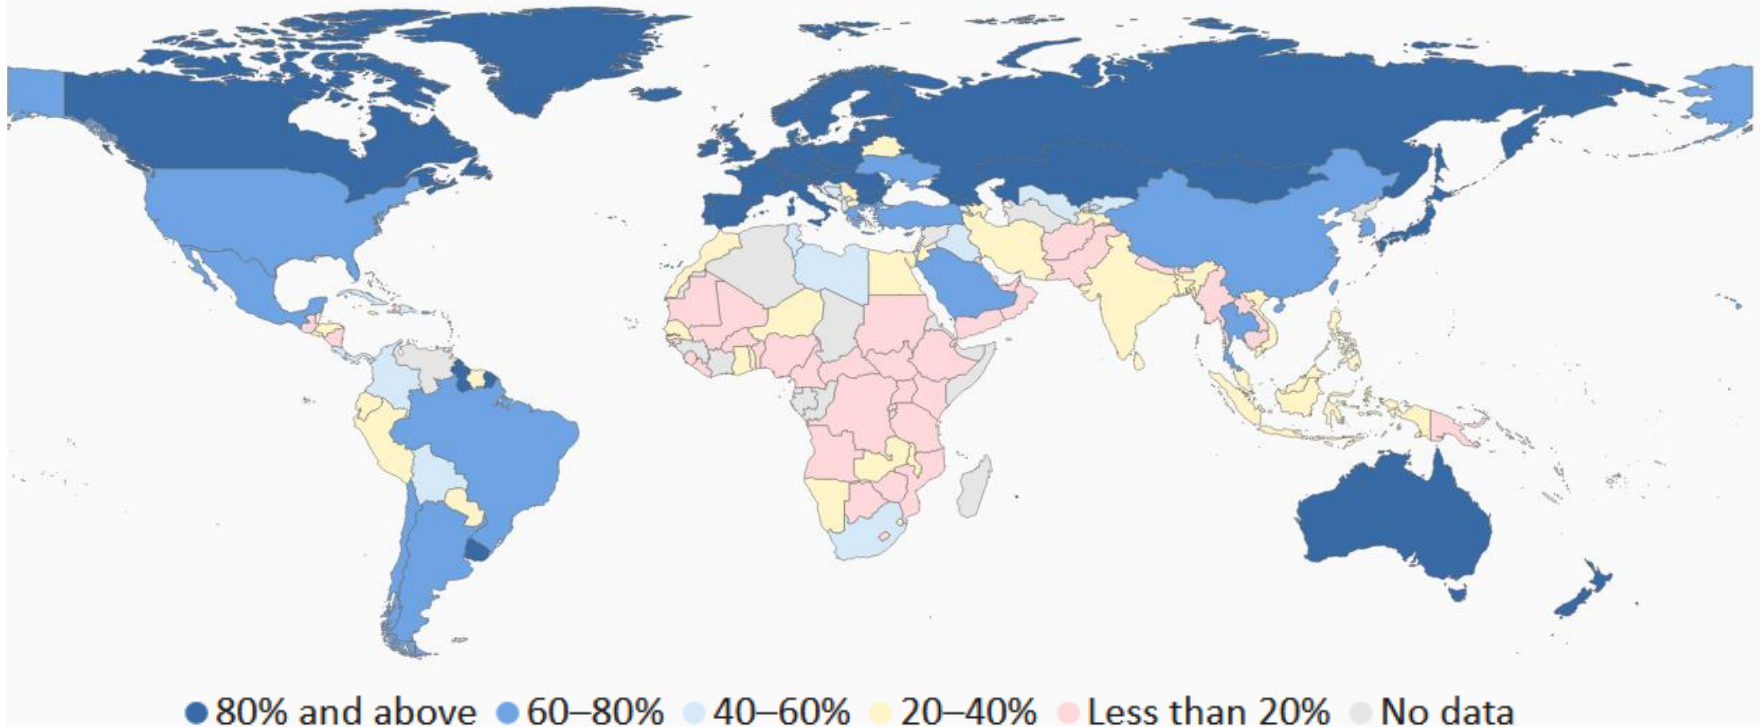 80% and above 60–80% 40–60% 20–40% Less than 20% No data